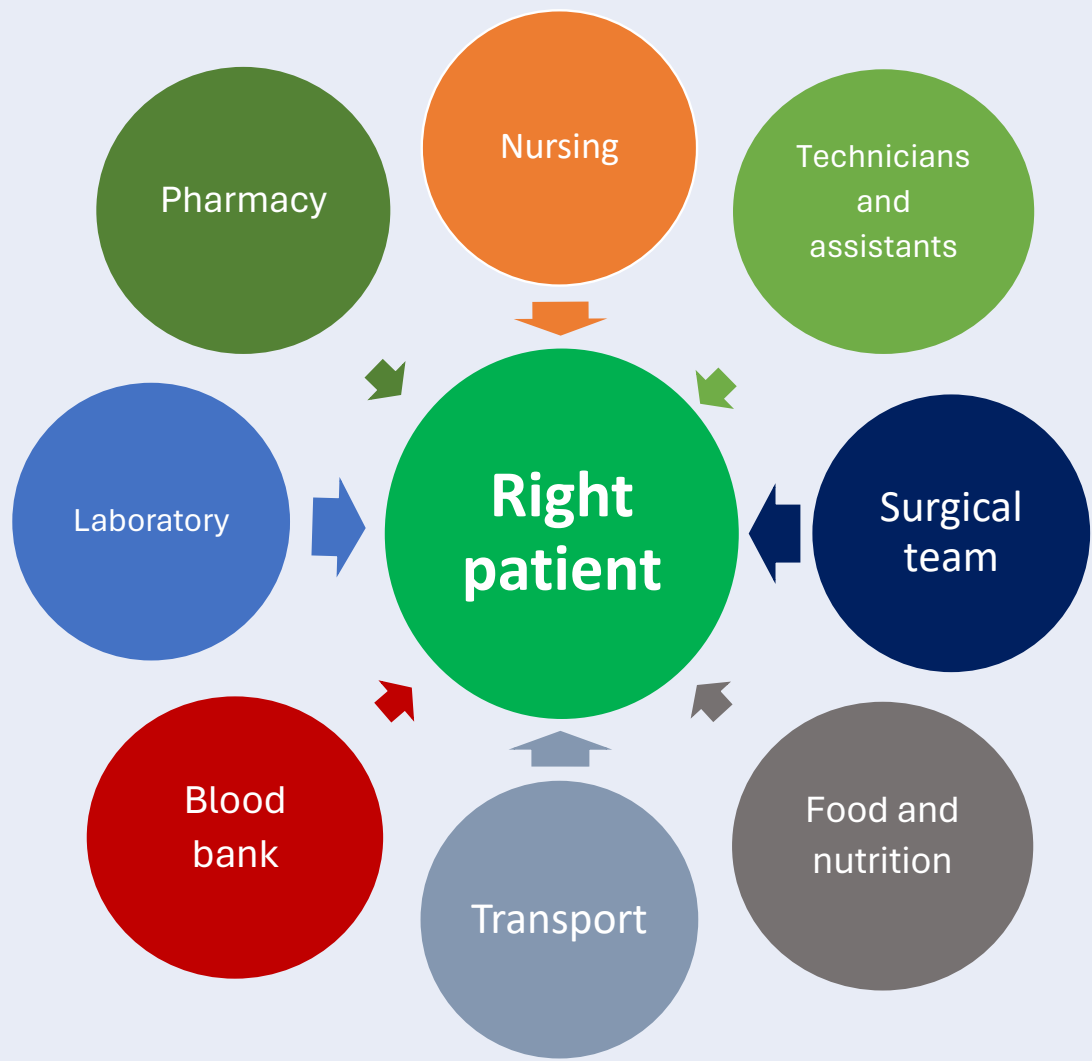 Nursing
Pharmacy
Technicians
and
assistants
Right
patient
Laboratory
Surgical
team
Blood
bank
Food and
nutrition
Transport